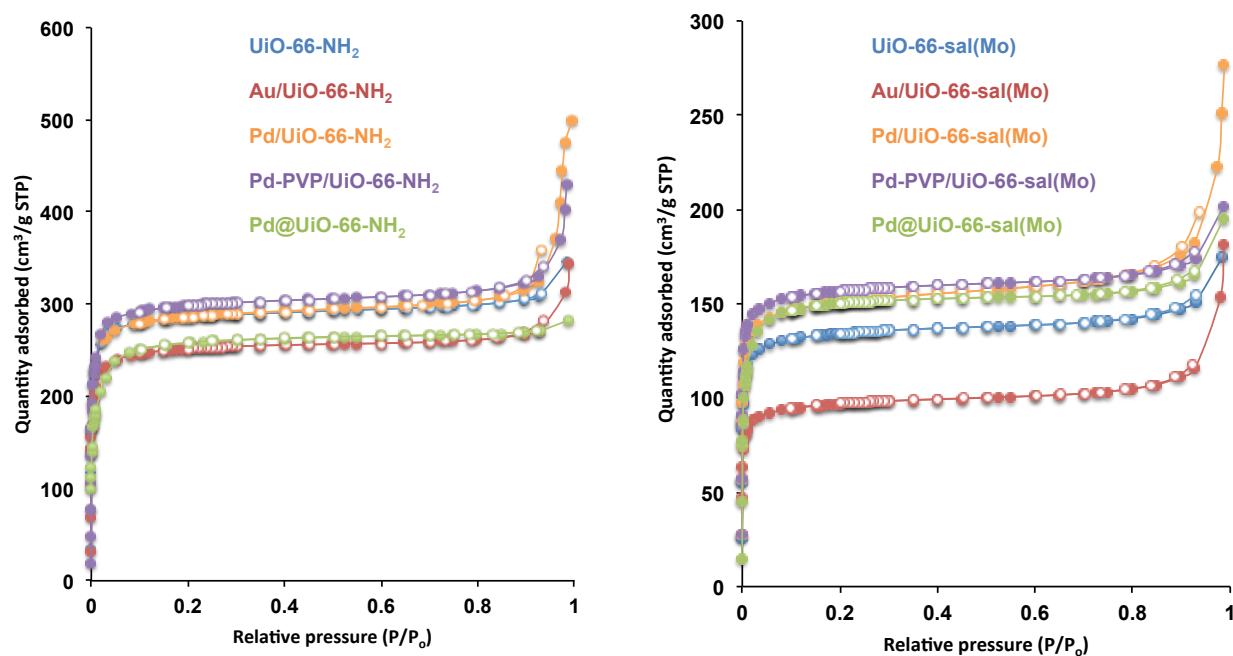 600
500
400
300
200
100
0
Quantity adsorbed (cm³/g STP)
UiO-66-NH₂
Au/UiO-66-NH₂
Pd/UiO-66-NH₂
Pd-PVP/UiO-66-NH₂
Pd@UiO-66-NH₂
0 0.2 0.4 0.6 0.8 1
Relative pressure (P/Pₒ)
300
250
200
150
100
50
0
Quantity adsorbed (cm³/g STP)
UiO-66-sal(Mo)
Au/UiO-66-sal(Mo)
Pd/UiO-66-sal(Mo)
Pd-PVP/UiO-66-sal(Mo)
Pd@UiO-66-sal(Mo)
0 0.2 0.4 0.6 0.8 1
Relative pressure (P/Pₒ)